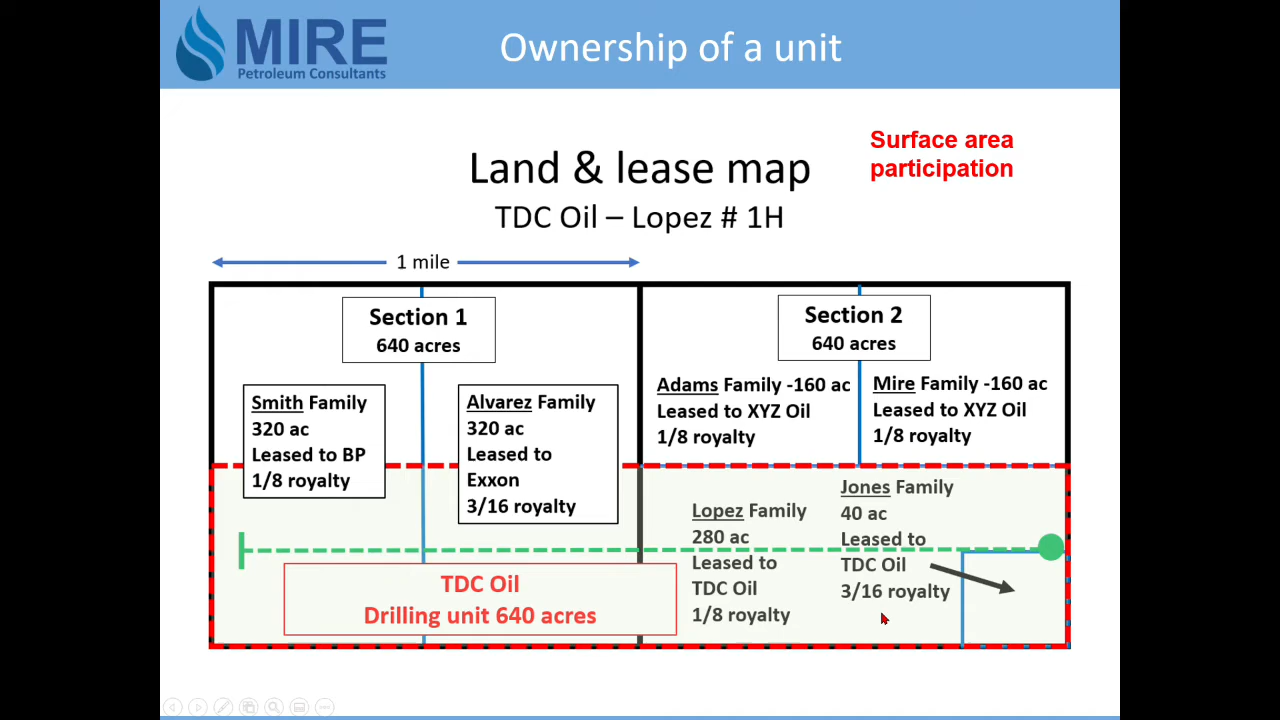 MIRE
Petroleum Consultants
Ownership of a unit
Surface area
participation
Land & lease map
TDC Oil – Lopez # 1H
1 mile
Section 1
640 acres
Section 2
640 acres
Smith Family
320 ac
Leased to BP
1/8 royalty
Alvarez Family
320 ac
Leased to
Exxon
3/16 royalty
Adams Family -160 ac
Leased to XYZ Oil
1/8 royalty
Mire Family -160 ac
Leased to XYZ Oil
1/8 royalty
Lopez Family
280 ac
Leased to
TDC Oil
1/8 royalty
Jones Family
40 ac
Leased to
TDC Oil
3/16 royalty
TDC Oil
Drilling unit 640 acres